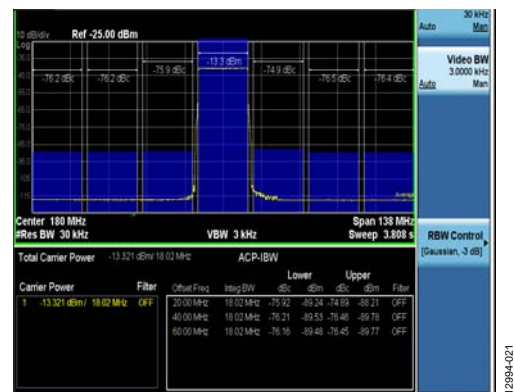 10 dB/div Ref -25.00 dBm
Log
-13.3 dBm
-76.2 dBc -76.2 dBc -75.9 dBc -74.9 dBc -76.5 dBc -76.4 dBc
Average
Center 180 MHz Span 138 MHz
#Res BW 30 kHz VBW 3 kHz Sweep 3.808 s
Total Carrier Power -13.321 dBm/ 18.02 MHz ACP-IBW
Lower Upper
Carrier Power Filter Offset Freq Integ BW dBc dBm dBc dBm Filter
1 -13.321 dBm / 18.02 MHz OFF 20.00 MHz 18.02 MHz -75.92 -89.24 -74.89 -88.21 OFF
40.00 MHz 18.02 MHz -76.21 -89.53 -76.46 -89.78 OFF
60.00 MHz 18.02 MHz -76.16 -89.48 -76.45 -89.77 OFF
30 kHz
Auto Man
Video BW
3.0000 kHz
Auto Man
RBW Control
[Gaussian, -3 dB]
12994-021